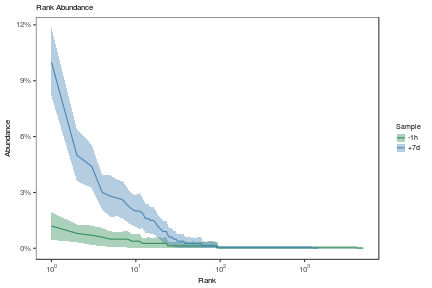 Rank Abundance
12%
9%
6%
3%
0%
Abundance
10⁰
10¹
10²
10³
Rank
Sample
-1h
+7d